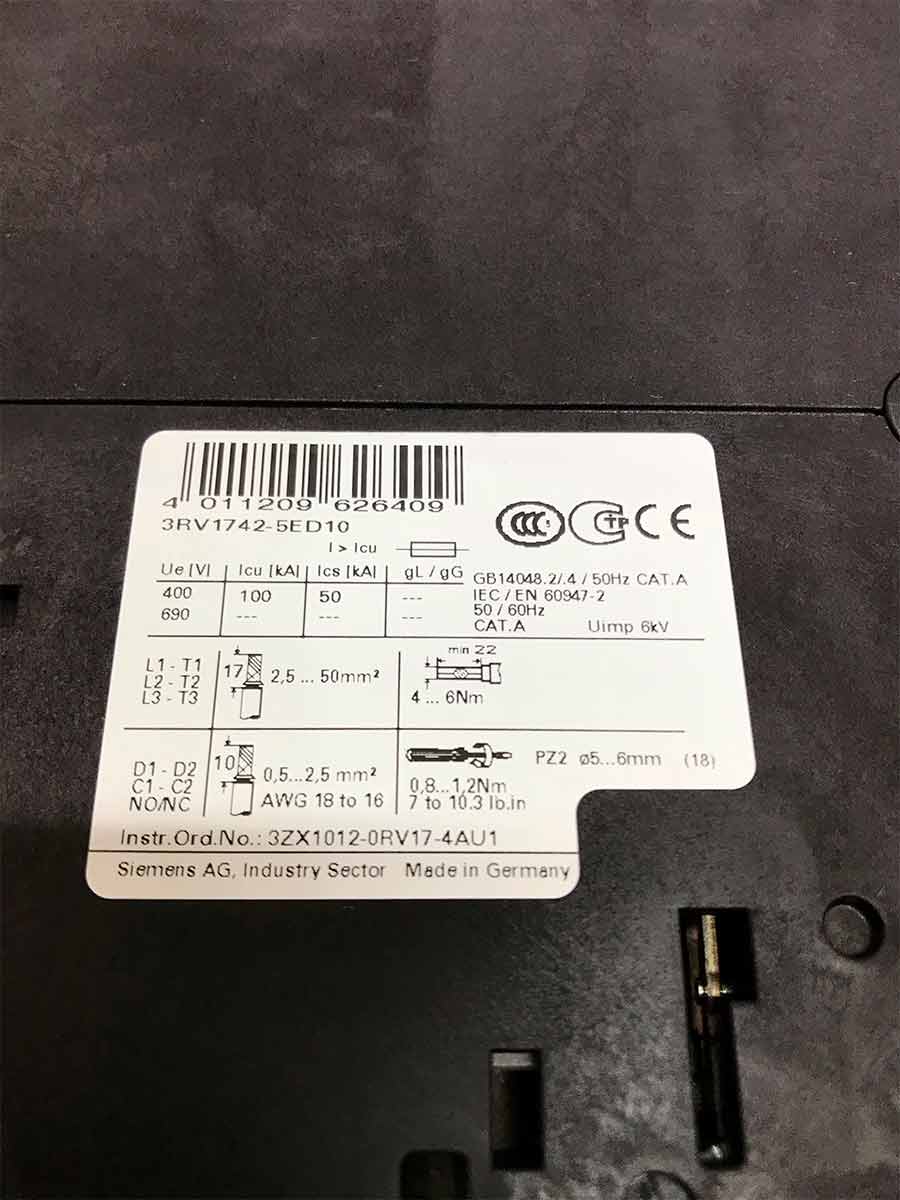 4 011209 626409
3RV1742-5ED10
I > Icu
Ue [V] Icu [kA] Ics [kA] gL / gG
400 100 50 ---
690 --- --- ---
CCC TP CE
GB14048.2/.4 / 50Hz CAT.A
IEC / EN 60947-2
50 / 60Hz
CAT.A Uimp 6kV
L1 - T1
L2 - T2
L3 - T3
17 2,5 ... 50mm²
min 22
4 ... 6Nm
D1 - D2
C1 - C2
NO/NC
10 0,5...2,5 mm²
AWG 18 to 16
PZ2 ø5...6mm (18)
0,8...1,2Nm
7 to 10.3 lb.in
Instr.Ord.No.: 3ZX1012-0RV17-4AU1
Siemens AG, Industry Sector Made in Germany